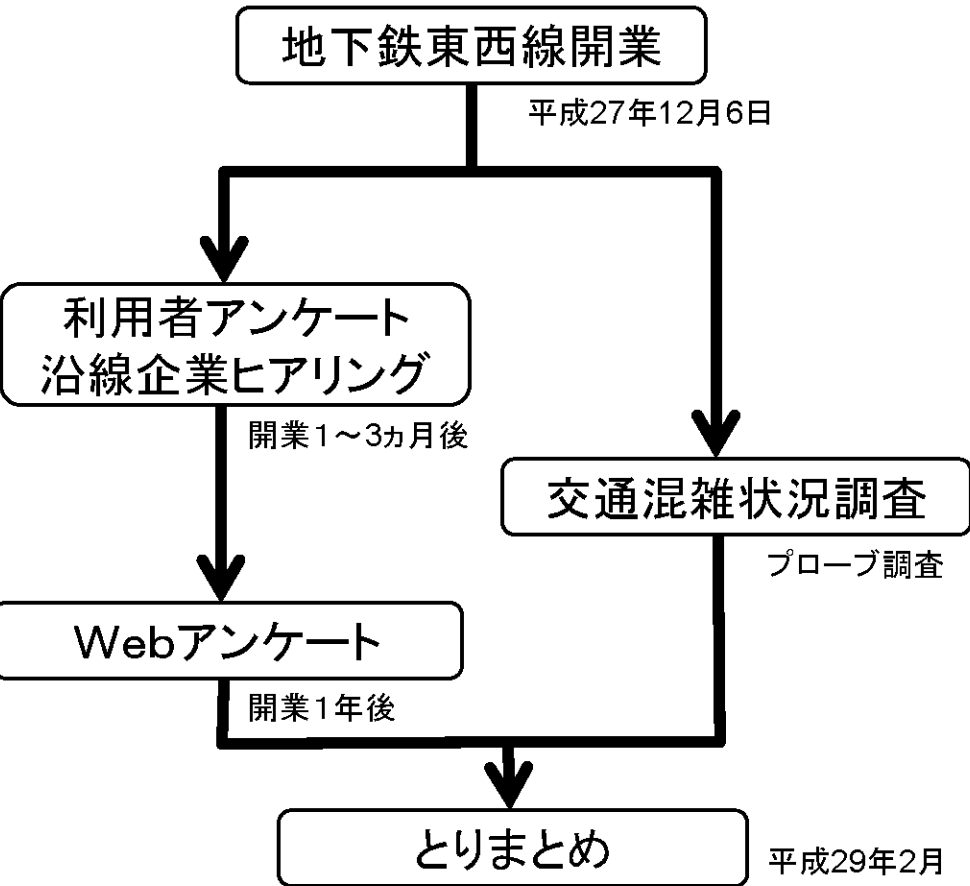 地下鉄東西線開業
平成27年12月6日
利用者アンケート
沿線企業ヒアリング
開業1～3ヵ月後
交通混雑状況調査
プローブ調査
Webアンケート
開業1年後
とりまとめ
平成29年2月